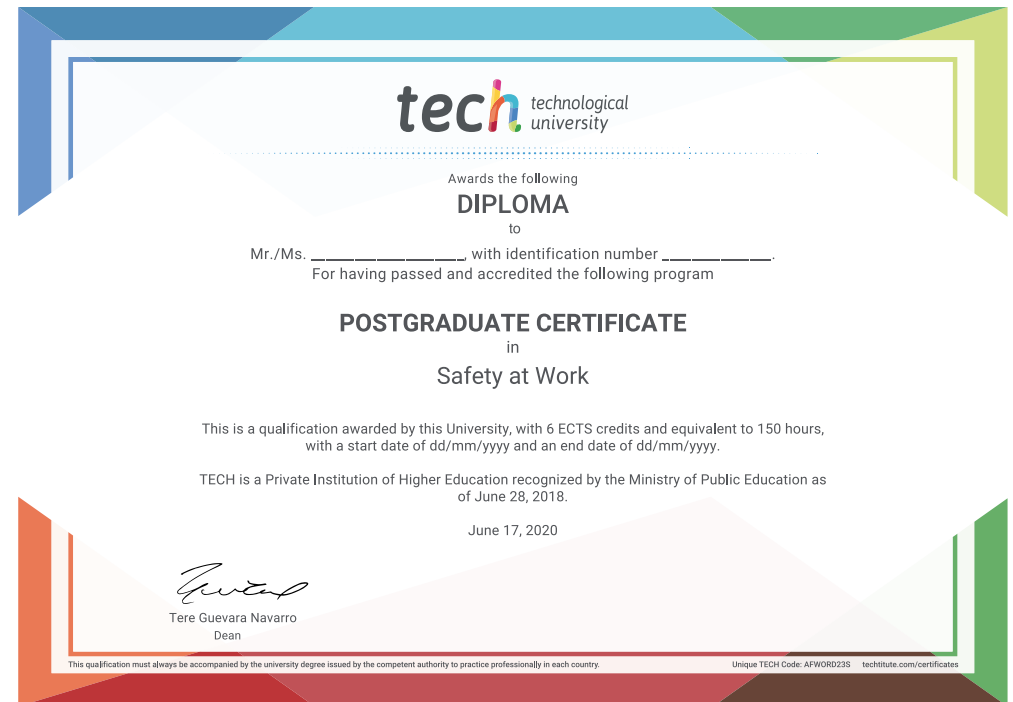 tech technological
university
Awards the following
DIPLOMA
to
Mr./Ms. __________________, with identification number _____________.
For having passed and accredited the following program
POSTGRADUATE CERTIFICATE
in
Safety at Work
This is a qualification awarded by this University, with 6 ECTS credits and equivalent to 150 hours,
with a start date of dd/mm/yyyy and an end date of dd/mm/yyyy.
TECH is a Private Institution of Higher Education recognized by the Ministry of Public Education as
of June 28, 2018.
June 17, 2020
Tere Guevara Navarro
Dean
This qualification must always be accompanied by the university degree issued by the competent authority to practice professionally in each country.
Unique TECH Code: AFWORD23S techtitute.com/certificates